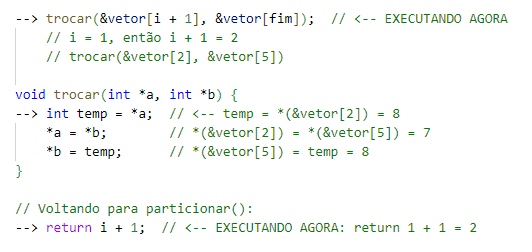 --> trocar(&vetor[i + 1], &vetor[fim]);  // <-- EXECUTANDO AGORA
    // i = 1, então i + 1 = 2
    // trocar(&vetor[2], &vetor[5])
void trocar(int *a, int *b) {
--> int temp = *a;  // <-- temp = *(&vetor[2]) = 8
    *a = *b;        // *(&vetor[2]) = *(&vetor[5]) = 7
    *b = temp;      // *(&vetor[5]) = temp = 8
}
// Voltando para particionar():
--> return i + 1;  // <-- EXECUTANDO AGORA: return 1 + 1 = 2